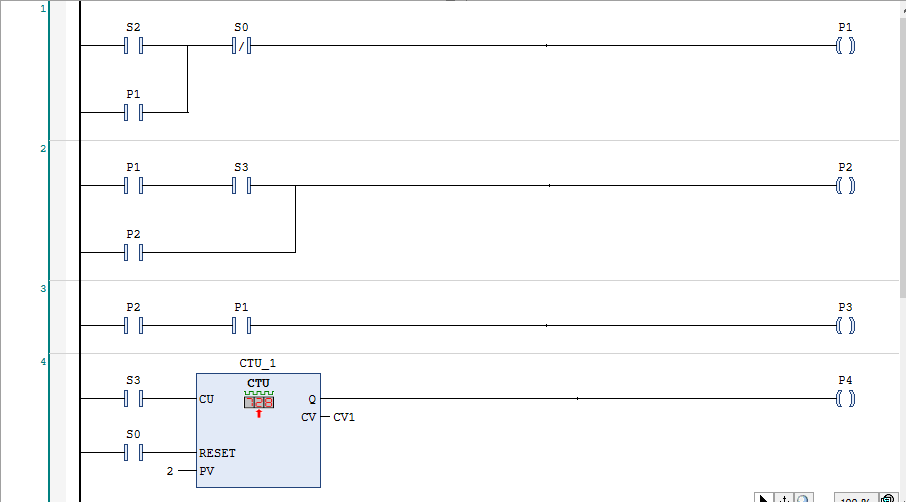 1
S2 S0 P1
/
P1
2
P1 S3 P2
P2
3
P2 P1 P3
4
CTU_1
S3 CTU P4
CU Q
CV CV1
S0
RESET
2 PV